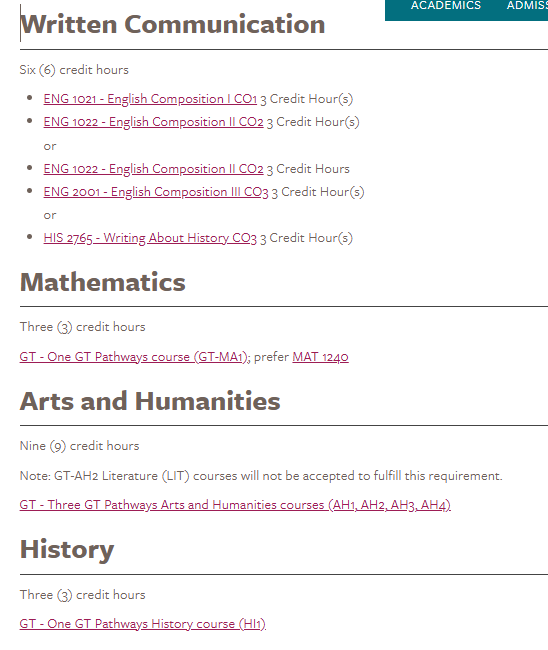 ACADEMICS ADMISS
Written Communication
Six (6) credit hours
ENG 1021 - English Composition I CO1 3 Credit Hour(s)
ENG 1022 - English Composition II CO2 3 Credit Hour(s)
or
ENG 1022 - English Composition II CO2 3 Credit Hours
ENG 2001 - English Composition III CO3 3 Credit Hour(s)
or
HIS 2765 - Writing About History CO3 3 Credit Hour(s)
Mathematics
Three (3) credit hours
GT - One GT Pathways course (GT-MA1); prefer MAT 1240
Arts and Humanities
Nine (9) credit hours
Note: GT-AH2 Literature (LIT) courses will not be accepted to fulfill this requirement.
GT - Three GT Pathways Arts and Humanities courses (AH1, AH2, AH3, AH4)
History
Three (3) credit hours
GT - One GT Pathways History course (HI1)